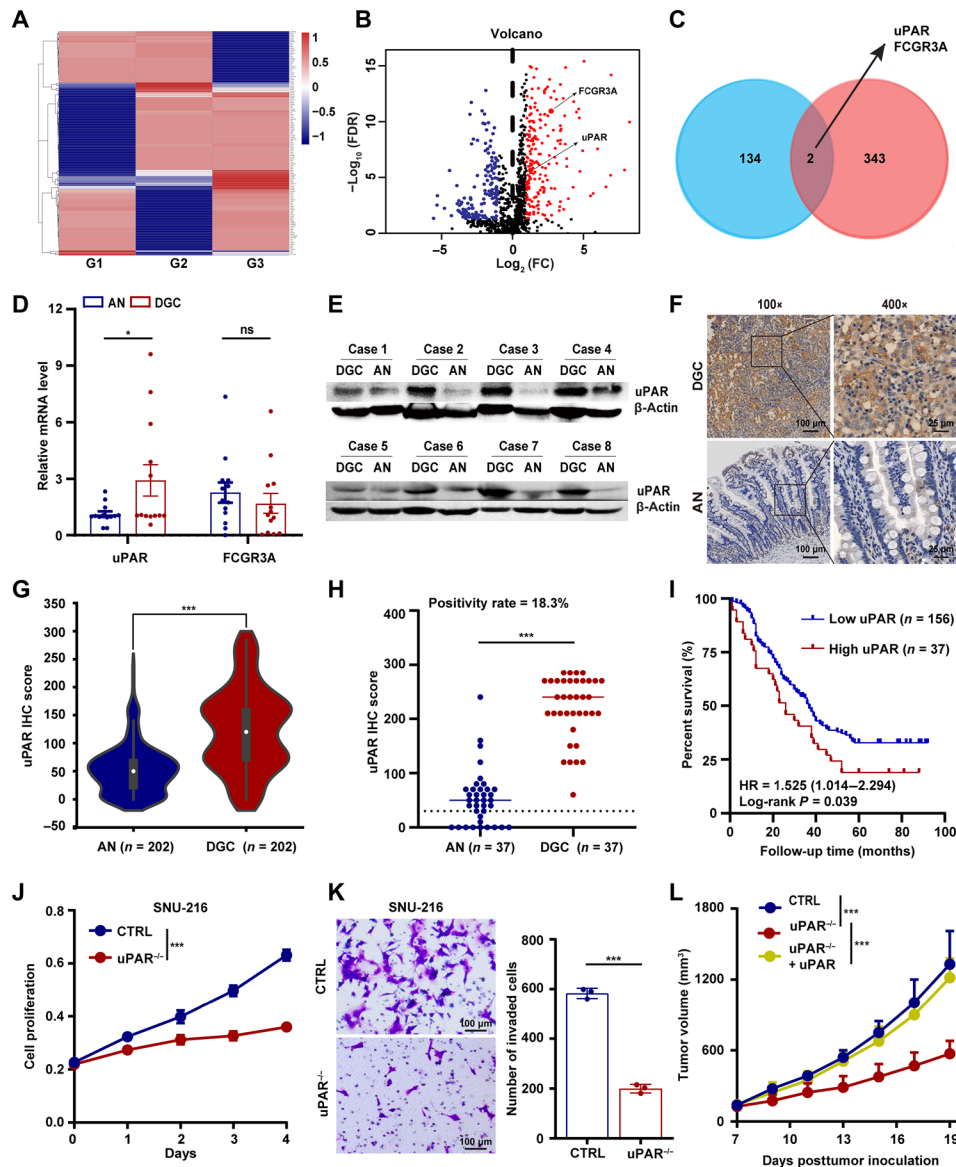 A
1
0.5
0
−0.5
−1
G1
G2
G3
B
Volcano
15
10
5
0
−Log10 (FDR)
FCGR3A
uPAR
−5
0
5
Log2 (FC)
C
uPAR
FCGR3A
134
2
343
D
AN
DGC
12
9
6
3
0
Relative mRNA level
*
ns
uPAR
FCGR3A
E
Case 1 Case 2 Case 3 Case 4
DGC AN DGC AN DGC AN DGC AN
uPAR
β-Actin
Case 5 Case 6 Case 7 Case 8
DGC AN DGC AN DGC AN DGC AN
uPAR
β-Actin
F
100×
400×
DGC
100 µm
25 µm
AN
100 µm
25 µm
G
350
300
250
200
150
100
50
0
−50
uPAR IHC score
***
AN (n = 202)
DGC (n = 202)
H
Positivity rate = 18.3%
400
300
200
100
0
uPAR IHC score
***
AN (n = 37)
DGC (n = 37)
I
100
75
50
25
0
Percent survival (%)
Low uPAR (n = 156)
High uPAR (n = 37)
HR = 1.525 (1.014–2.294)
Log-rank P = 0.039
0 20 40 60 80 100
Follow-up time (months)
J
SNU-216
0.8
0.6
0.4
0.2
0.0
Cell proliferation
CTRL
uPAR−/−
***
0 1 2 3 4
Days
K
SNU-216
CTRL
100 µm
uPAR−/−
100 µm
800
600
400
200
0
Number of invaded cells
***
CTRL
uPAR−/−
L
1800
1200
600
0
Tumor volume (mm3)
CTRL
uPAR−/−
uPAR−/−
+ uPAR
***
***
7 10 13 16 19
Days posttumor inoculation